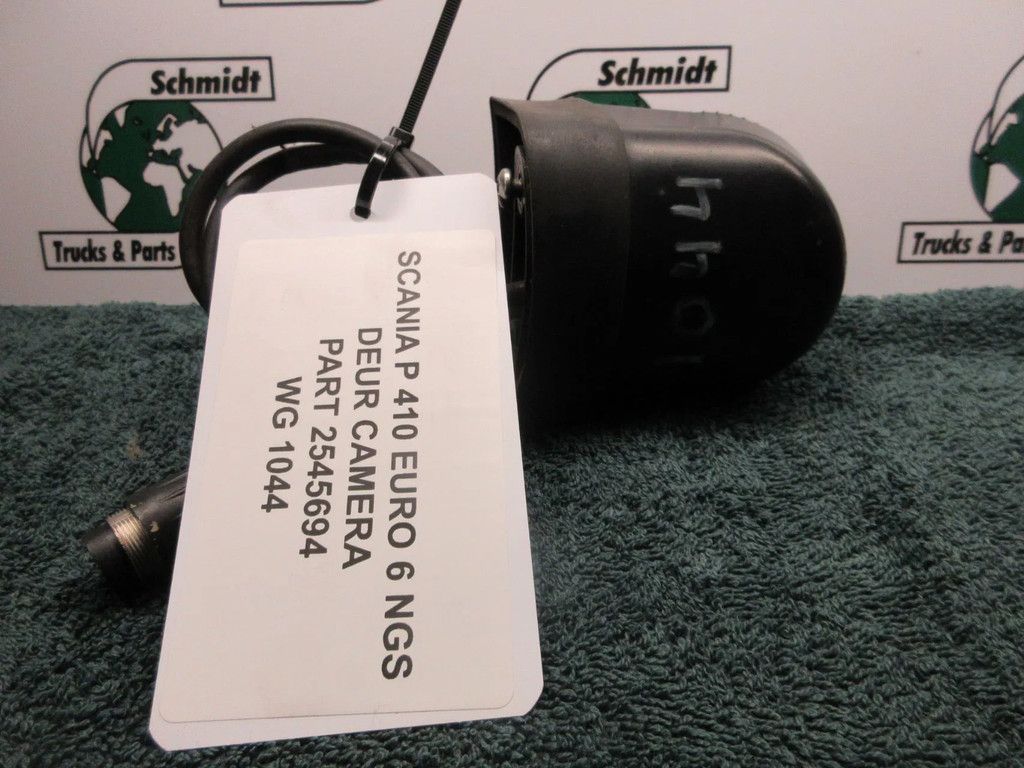 Schmidt
Trucks & Parts
Schmidt
Trucks & Pa
SCANIA P 410 EURO 6 NGS
DEUR CAMERA
PART 2545694
WG 1044
1044